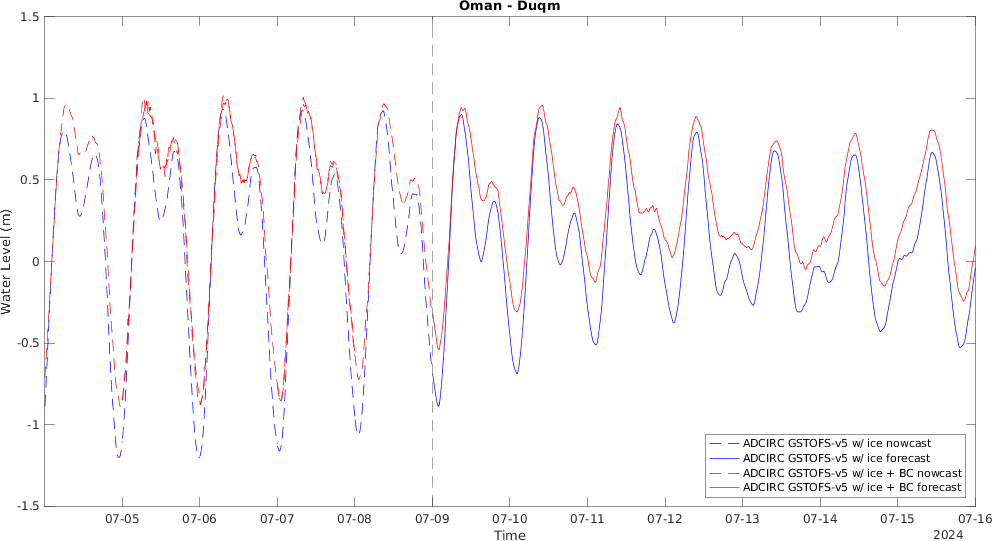 Oman - Duqm
1.5
1
0.5
0
-0.5
-1
-1.5
Water Level (m)
07-05
07-06
07-07
07-08
07-09
07-10
07-11
07-12
07-13
07-14
07-15
07-16
Time
2024
ADCIRC GSTOFS-v5 w/ ice nowcast
ADCIRC GSTOFS-v5 w/ ice forecast
ADCIRC GSTOFS-v5 w/ ice + BC nowcast
ADCIRC GSTOFS-v5 w/ ice + BC forecast